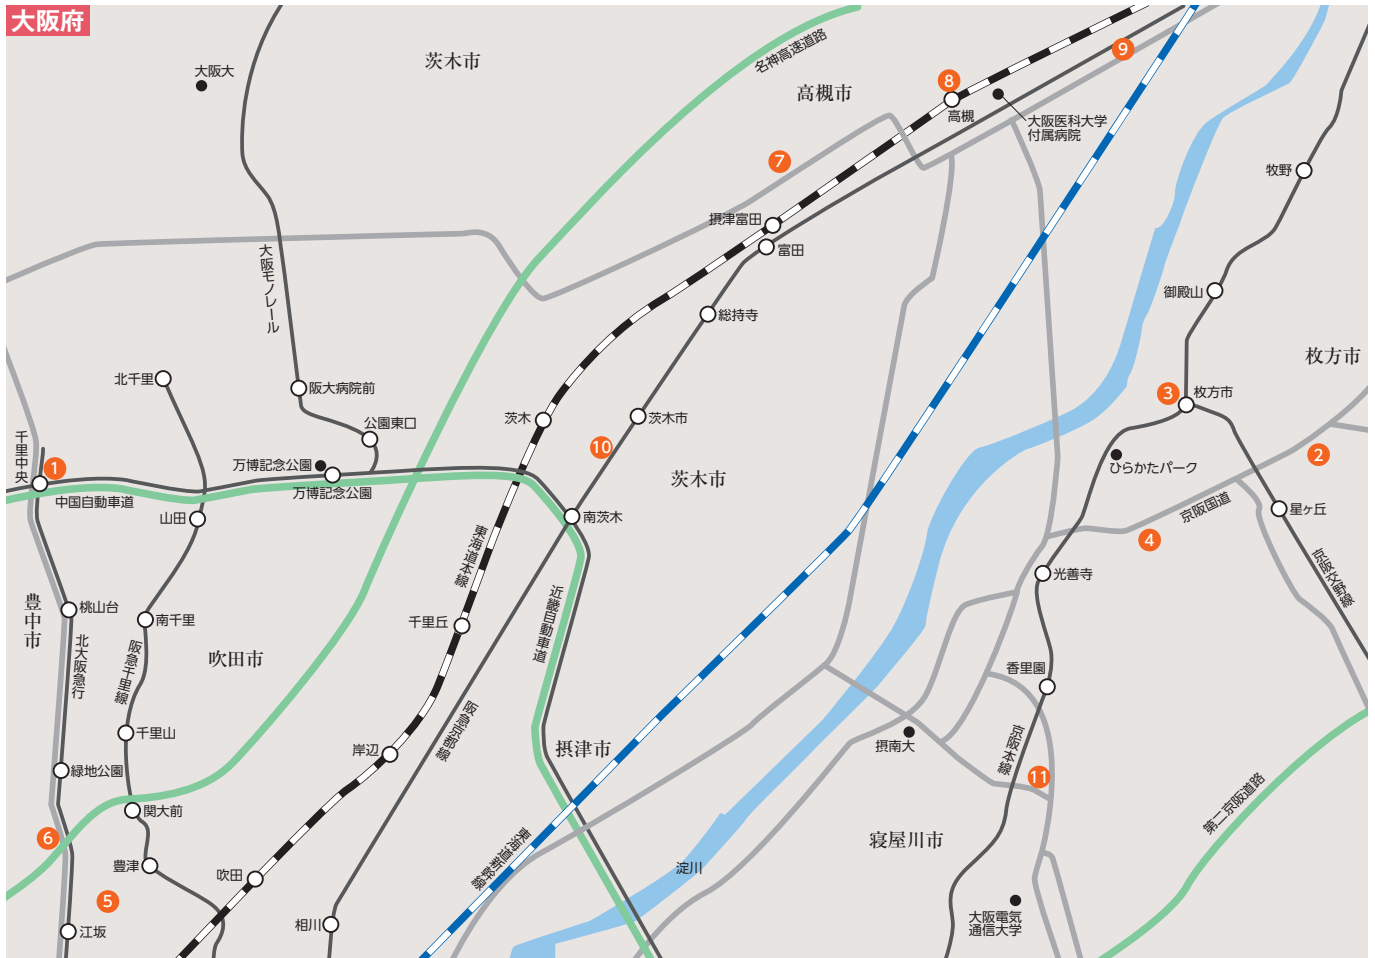 大阪府
茨木市
名神高速道路
大阪大
8
9
高槻市
高槻
大阪医科大学
付属病院
7
牧野
摂津富田
富田
大阪モノレール
御殿山
総持寺
枚方市
北千里
阪大病院前
3
枚方市
公園東口
茨木
茨木市
千里中央
1
万博記念公園
10
2
ひらかたパーク
茨木市
中国自動車道
万博記念公園
山田
南茨木
京阪国道
星ヶ丘
東海道本線
4
京阪交野線
光善寺
豊中市
桃山台
南千里
近畿自動車道
千里丘
北大阪急行
阪急千里線
吹田市
香里園
千里山
阪急京都線
岸辺
摂津市
摂南大
京阪本線
緑地公園
11
関大前
第二京阪道路
6
寝屋川市
豊津
吹田
東海道新幹線
淀川
5
江坂
相川
大阪電気
通信大学